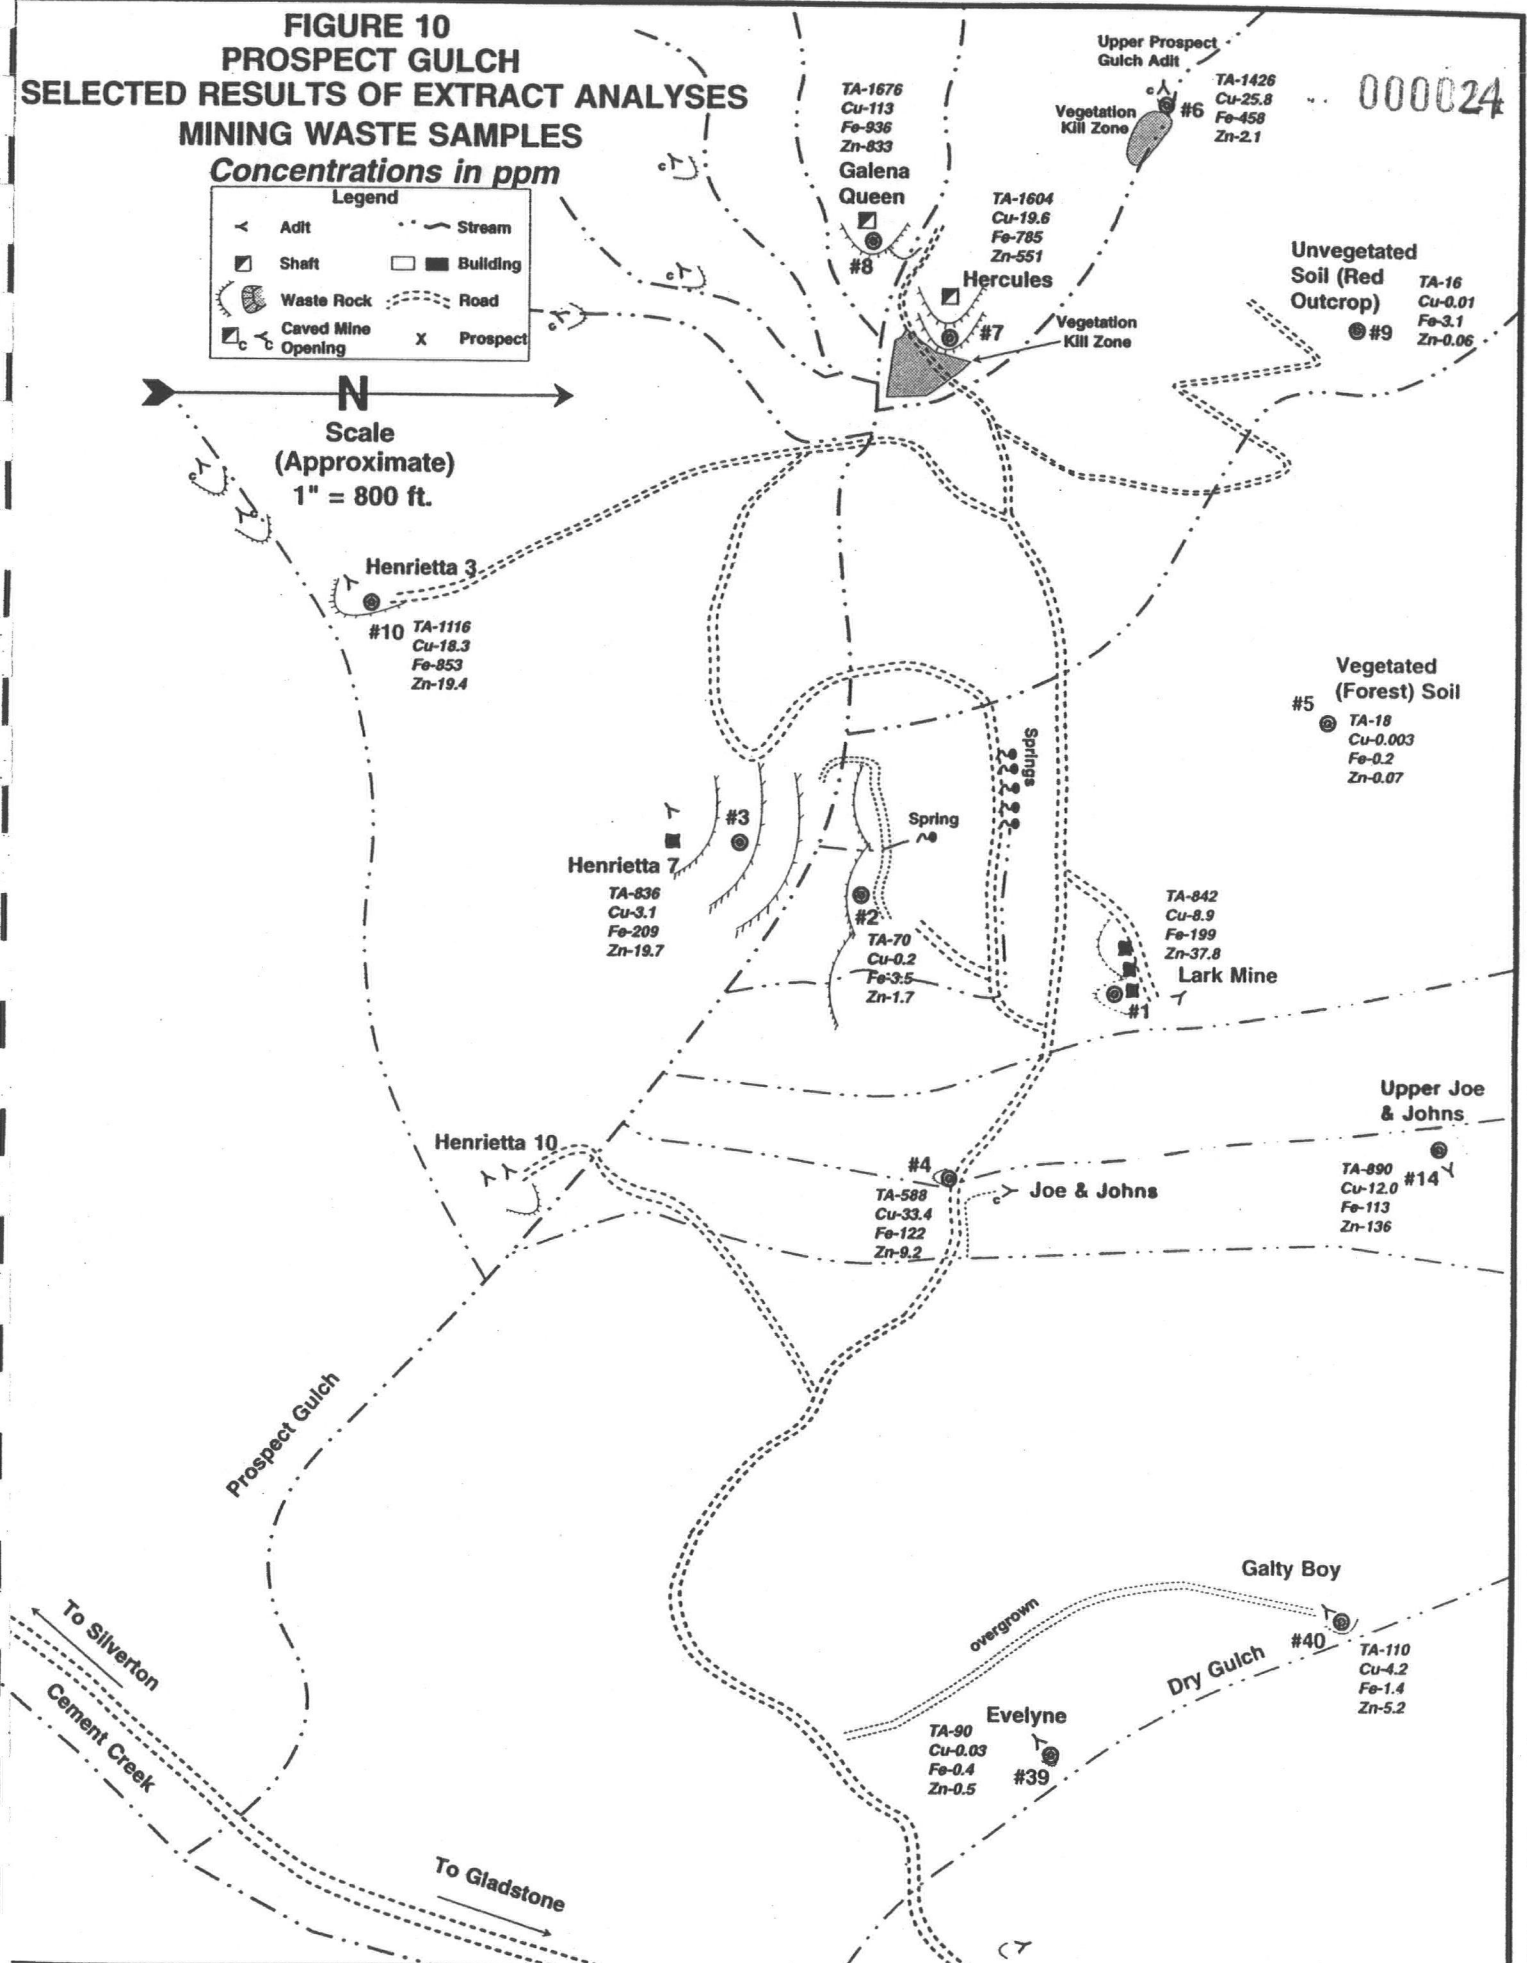 FIGURE 10
PROSPECT GULCH
SELECTED RESULTS OF EXTRACT ANALYSES
MINING WASTE SAMPLES
Concentrations in ppm
000024
Legend
Adit
Stream
Shaft
Building
Waste Rock
Road
Caved Mine
Opening
X
Prospect
C
C
N
Scale
(Approximate)
1" = 800 ft.
Upper Prospect
Gulch Adit
C
#6
TA-1426
Cu-25.8
Fe-458
Zn-2.1
Vegetation
Kill Zone
TA-1676
Cu-113
Fe-936
Zn-833
Galena
Queen
#8
TA-1604
Cu-19.6
Fe-785
Zn-551
Hercules
#7
Vegetation
Kill Zone
Unvegetated
Soil (Red
Outcrop)
#9
TA-16
Cu-0.01
Fe-3.1
Zn-0.06
C
C
C
C
C
Henrietta 3
#10
TA-1116
Cu-18.3
Fe-853
Zn-19.4
Vegetated
(Forest) Soil
#5
TA-18
Cu-0.003
Fe-0.2
Zn-0.07
Springs
Spring
#3
Henrietta 7
TA-836
Cu-3.1
Fe-209
Zn-19.7
#2
TA-70
Cu-0.2
Fe-3.5
Zn-1.7
TA-842
Cu-8.9
Fe-199
Zn-37.8
Lark Mine
#1
Upper Joe
& Johns
#14
TA-890
Cu-12.0
Fe-113
Zn-136
Henrietta 10
#4
TA-588
Cu-33.4
Fe-122
Zn-9.2
C
Joe & Johns
Prospect Gulch
Galty Boy
#40
TA-110
Cu-4.2
Fe-1.4
Zn-5.2
overgrown
Dry Gulch
Evelyne
TA-90
Cu-0.03
Fe-0.4
Zn-0.5
#39
To Silverton
Cement Creek
To Gladstone